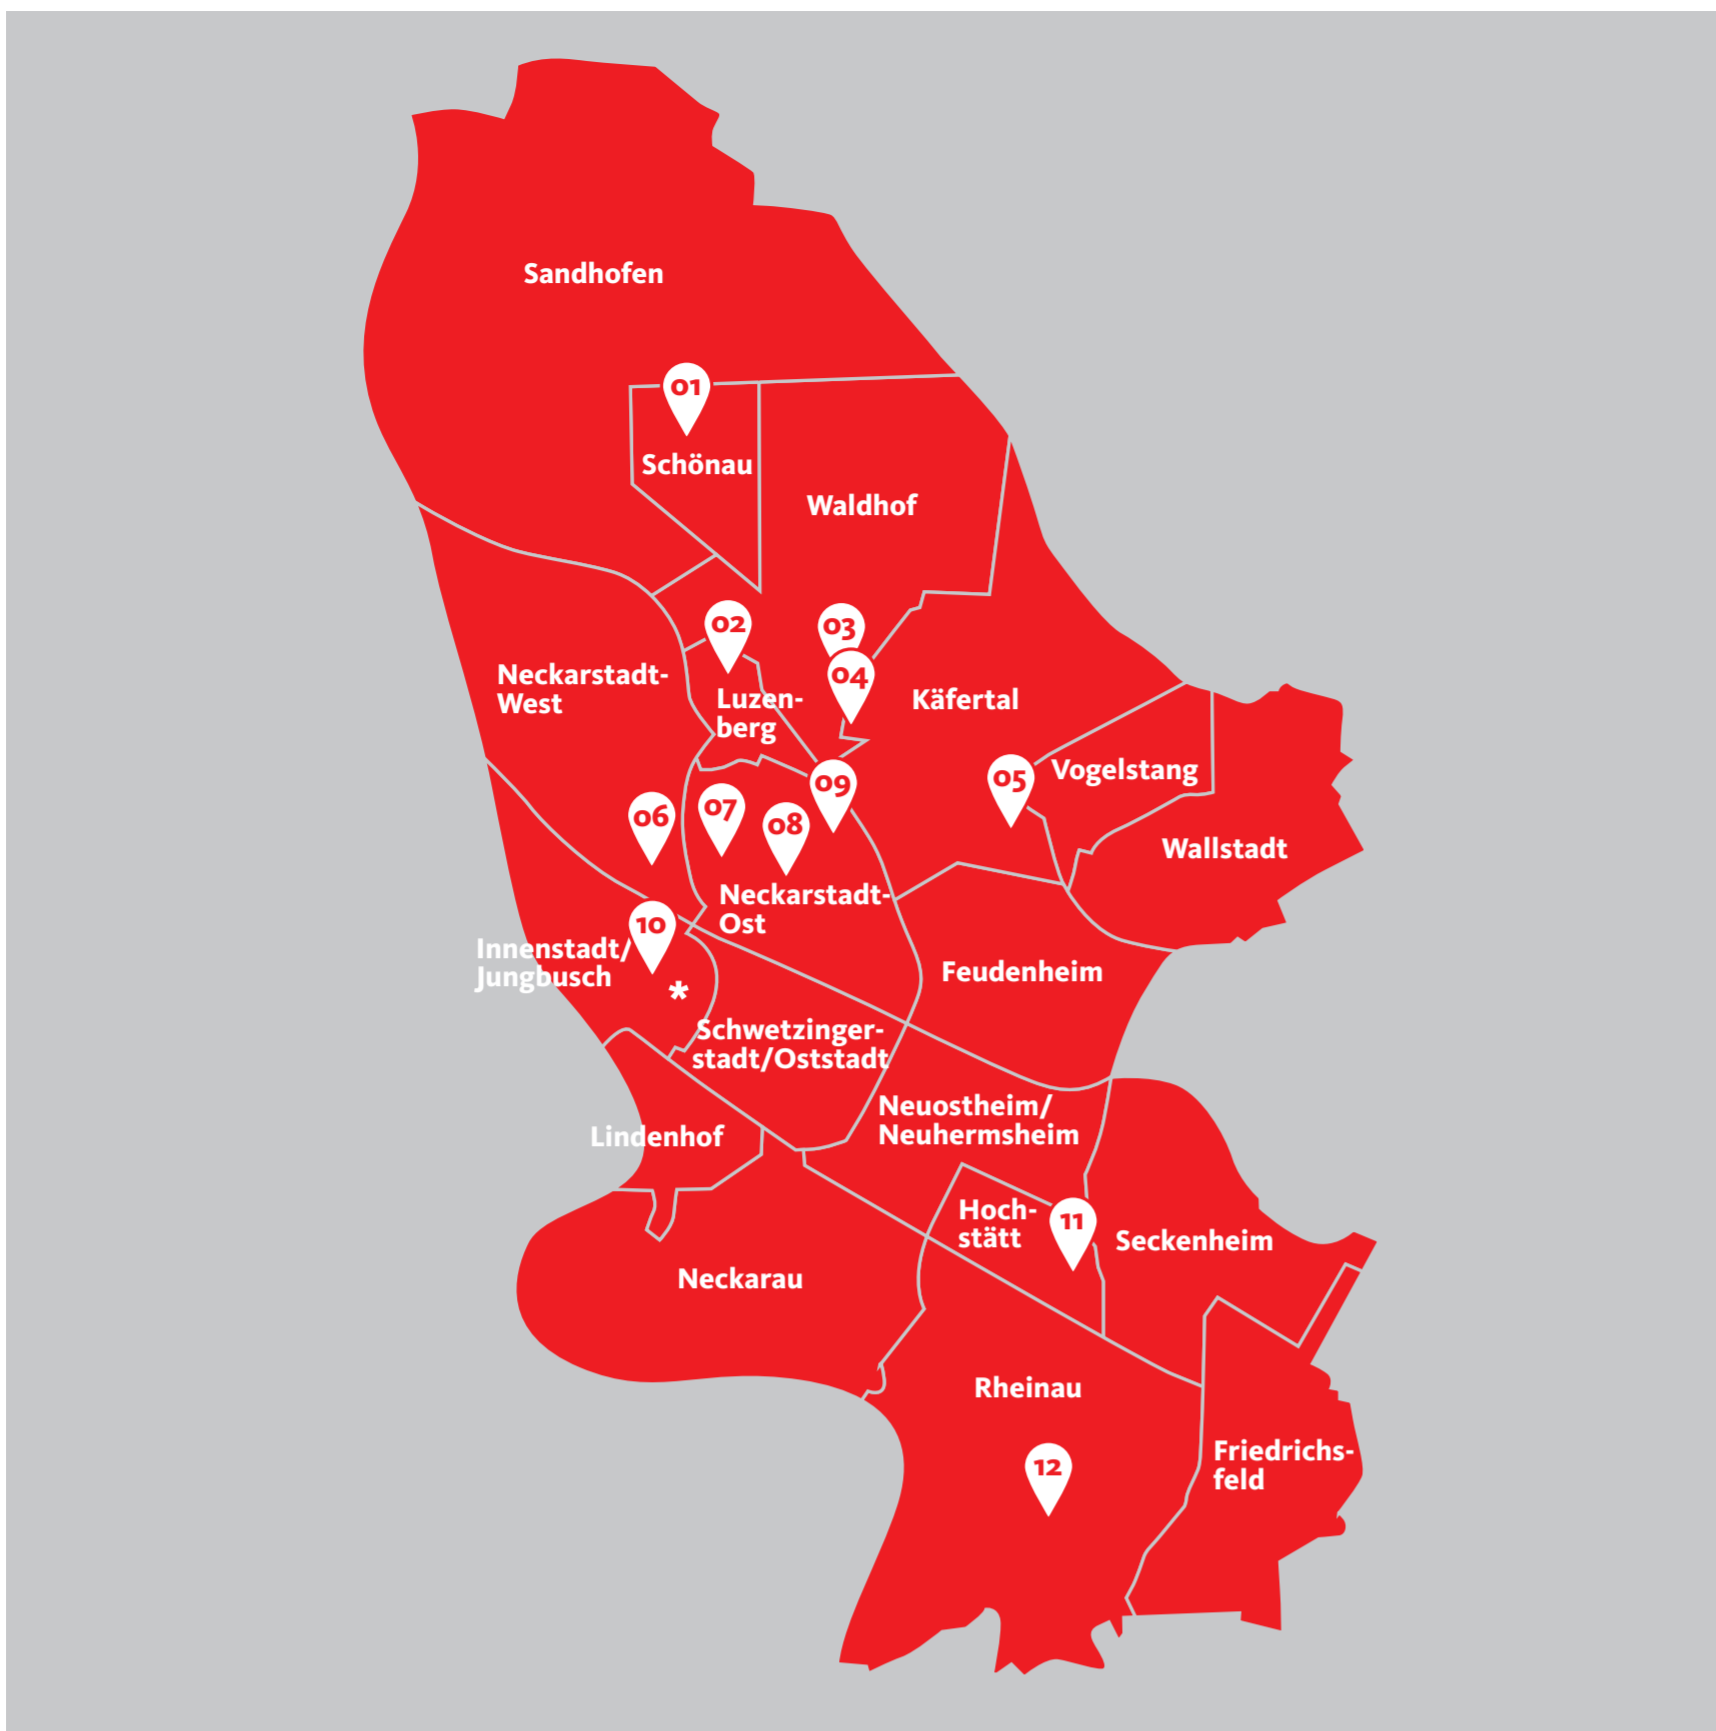 Sandhofen
01
Schönau
Waldhof
02
03
04
Neckarstadt-
West
Luzen-
berg
Käfertal
05
Vogelstang
Wallstadt
06
07
08
09
Neckarstadt-
Ost
10
Innenstadt/
Jungbusch
*
Feudenheim
Schwetzinger-
stadt/Oststadt
Neuostheim/
Neuhermsheim
Lindenhof
Hoch-
stätt
11
Seckenheim
Neckarau
Rheinau
12
Friedrichs-
feld